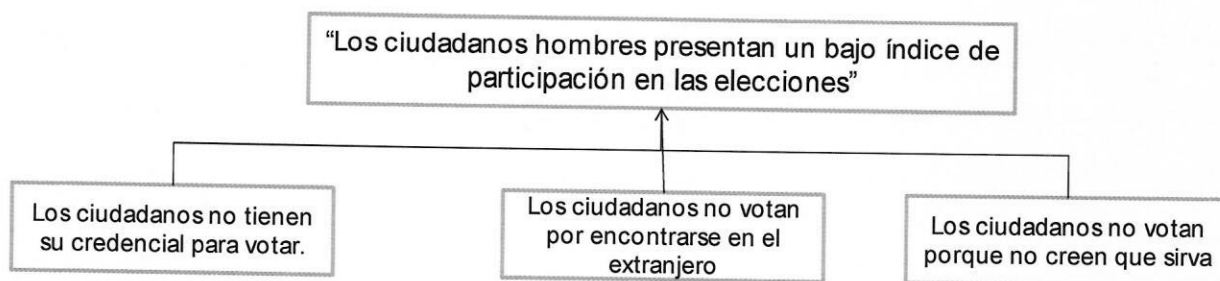 “Los ciudadanos hombres presentan un bajo índice de
participación en las elecciones”
Los ciudadanos no tienen
su credencial para votar.
Los ciudadanos no votan
por encontrarse en el
extranjero
Los ciudadanos no votan
porque no creen que sirva